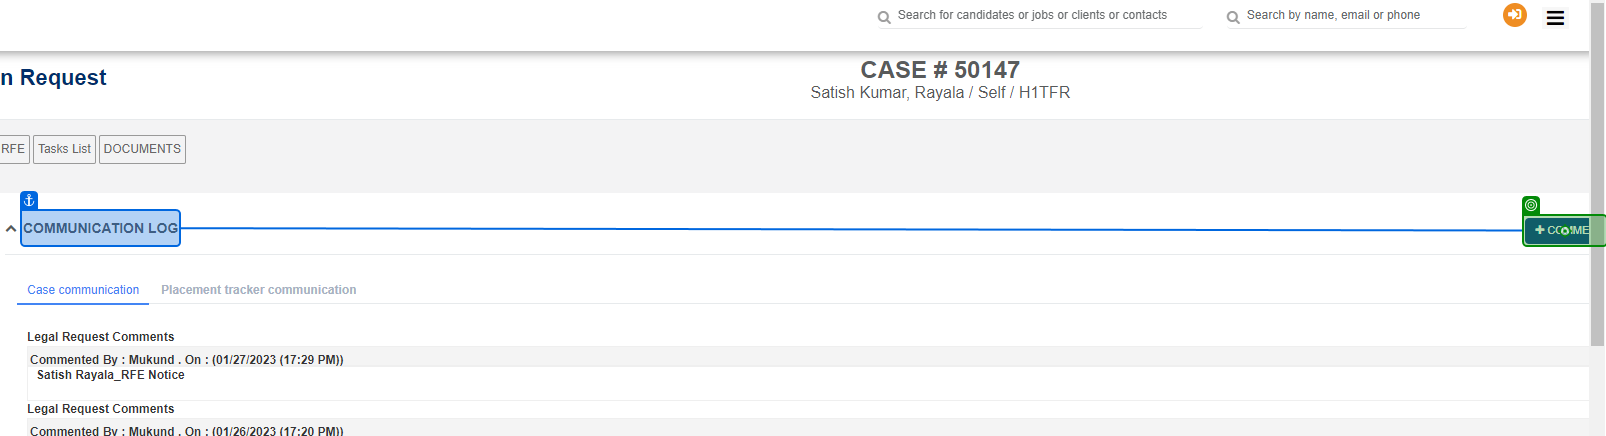 Search for candidates or jobs or clients or contacts
Search by name, email or phone
n Request
CASE # 50147
Satish Kumar, Rayala / Self / H1TFR
RFE
Tasks List
DOCUMENTS
COMMUNICATION LOG
Case communication
Placement tracker communication
Legal Request Comments
Commented By : Mukund . On : (01/27/2023 (17:29 PM))
Satish Rayala_RFE Notice
Legal Request Comments
Commented By : Mukund . On : (01/26/2023 (17:20 PM))